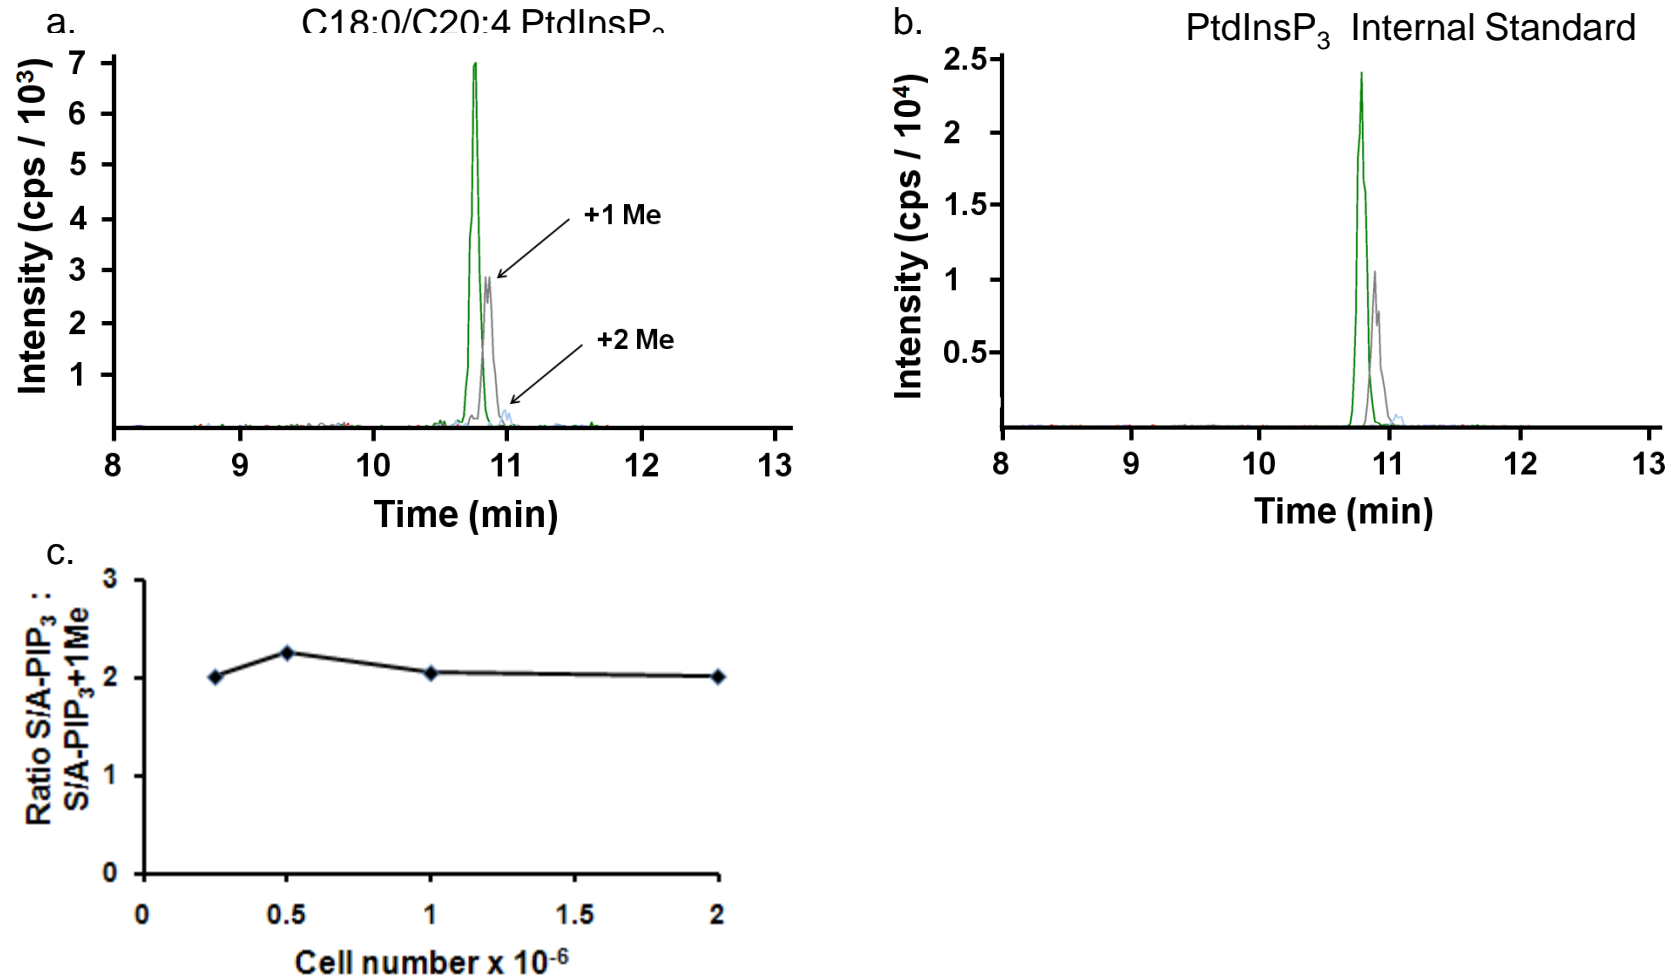 a.
C18:0/C20:4 PtdInsP3
Intensity (cps / 10³)
7
6
5
4
3
2
1
+1 Me
+2 Me
8 9 10 11 12 13
Time (min)
b.
PtdInsP₃ Internal Standard
Intensity (cps / 10⁴)
2.5
2
1.5
1
0.5
8 9 10 11 12 13
Time (min)
c.
Ratio S/A-PIP₃ :
S/A-PIP₃+1Me
3
2
1
0
0 0.5 1 1.5 2
Cell number x 10⁻⁶